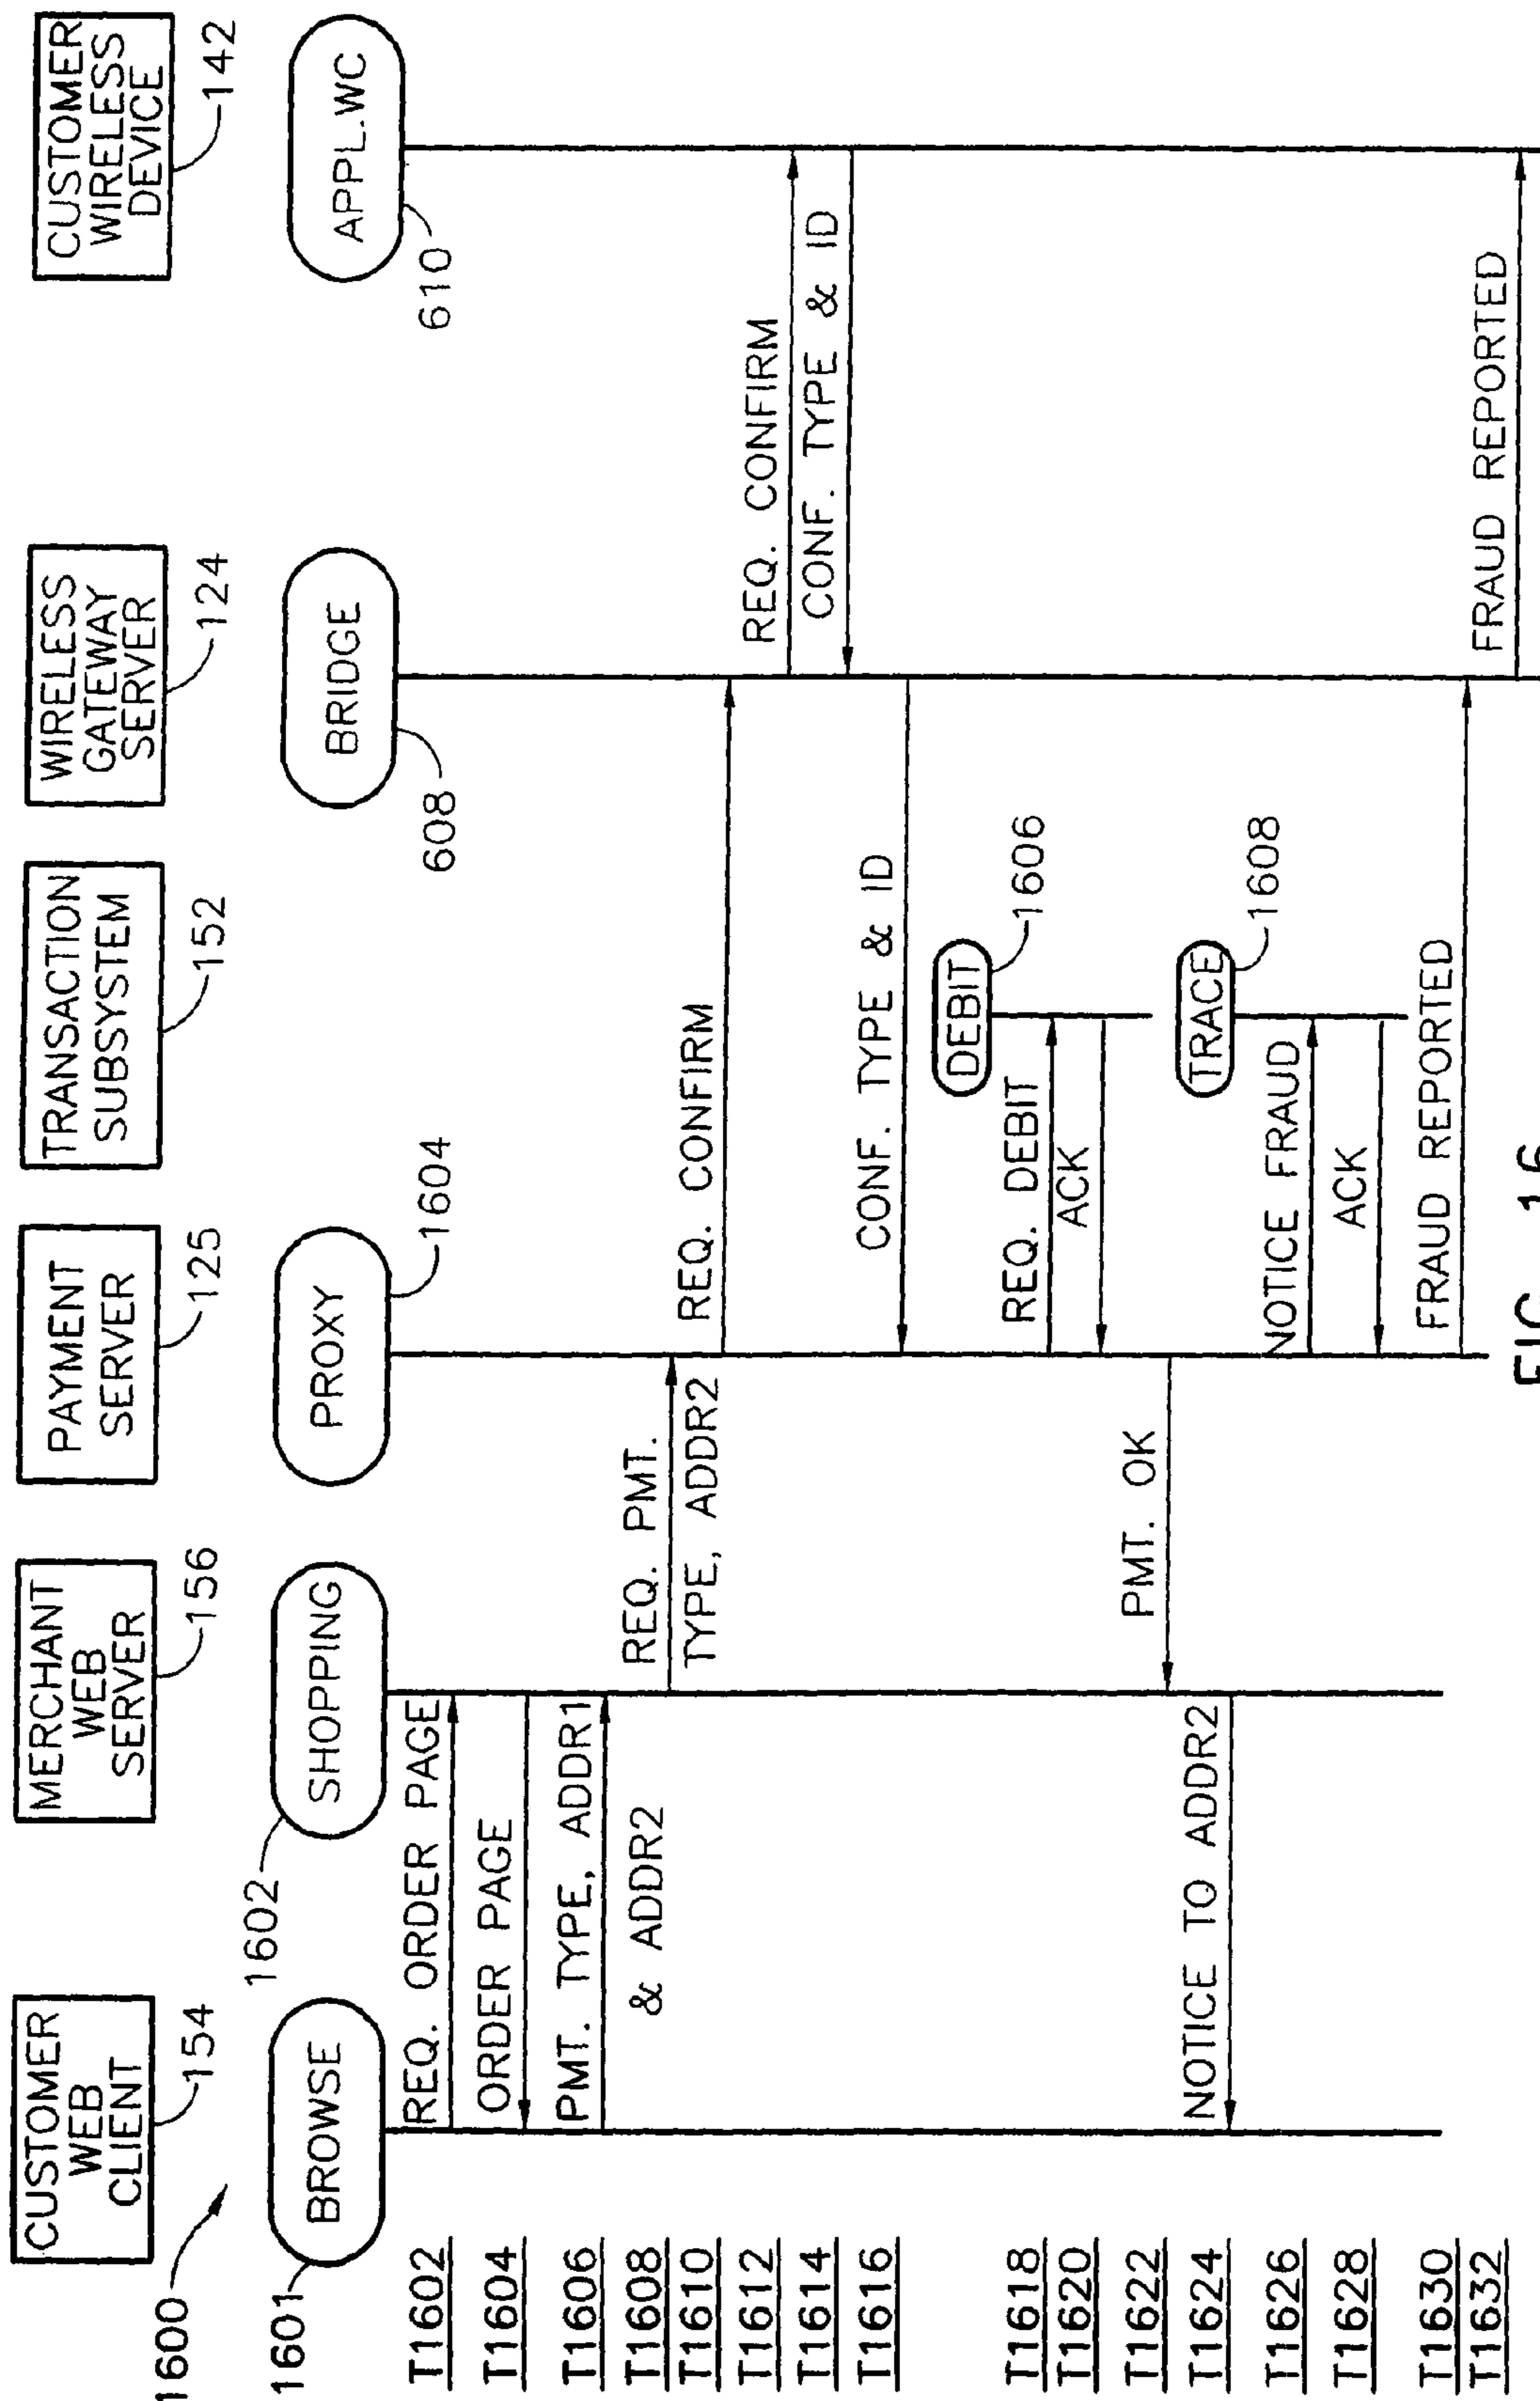 1600
CUSTOMER
WEB
CLIENT
154
MERCHANT
WEB
SERVER
156
PAYMENT
SERVER
125
TRANSACTION
SUBSYSTEM
152
WIRELESS
GATEWAY
SERVER
124
CUSTOMER
WIRELESS
DEVICE
142
1601
BROWSE
1602
SHOPPING
PROXY
1604
BRIDGE
608
APPL.WC
610
T1602
REQ. ORDER PAGE
T1604
ORDER PAGE
T1606
PMT. TYPE, ADDR1
& ADDR2
T1608
REQ. PMT.
TYPE, ADDR2
T1610
REQ. CONFIRM
T1612
REQ. CONFIRM
T1614
CONF. TYPE & ID
T1616
CONF. TYPE & ID
DEBIT
1606
T1618
REQ. DEBIT
T1620
ACK
T1622
PMT. OK
T1624
NOTICE TO ADDR2
TRACE
1608
T1626
NOTICE FRAUD
T1628
ACK
T1630
FRAUD REPORTED
T1632
FRAUD REPORTED
FIG. 16